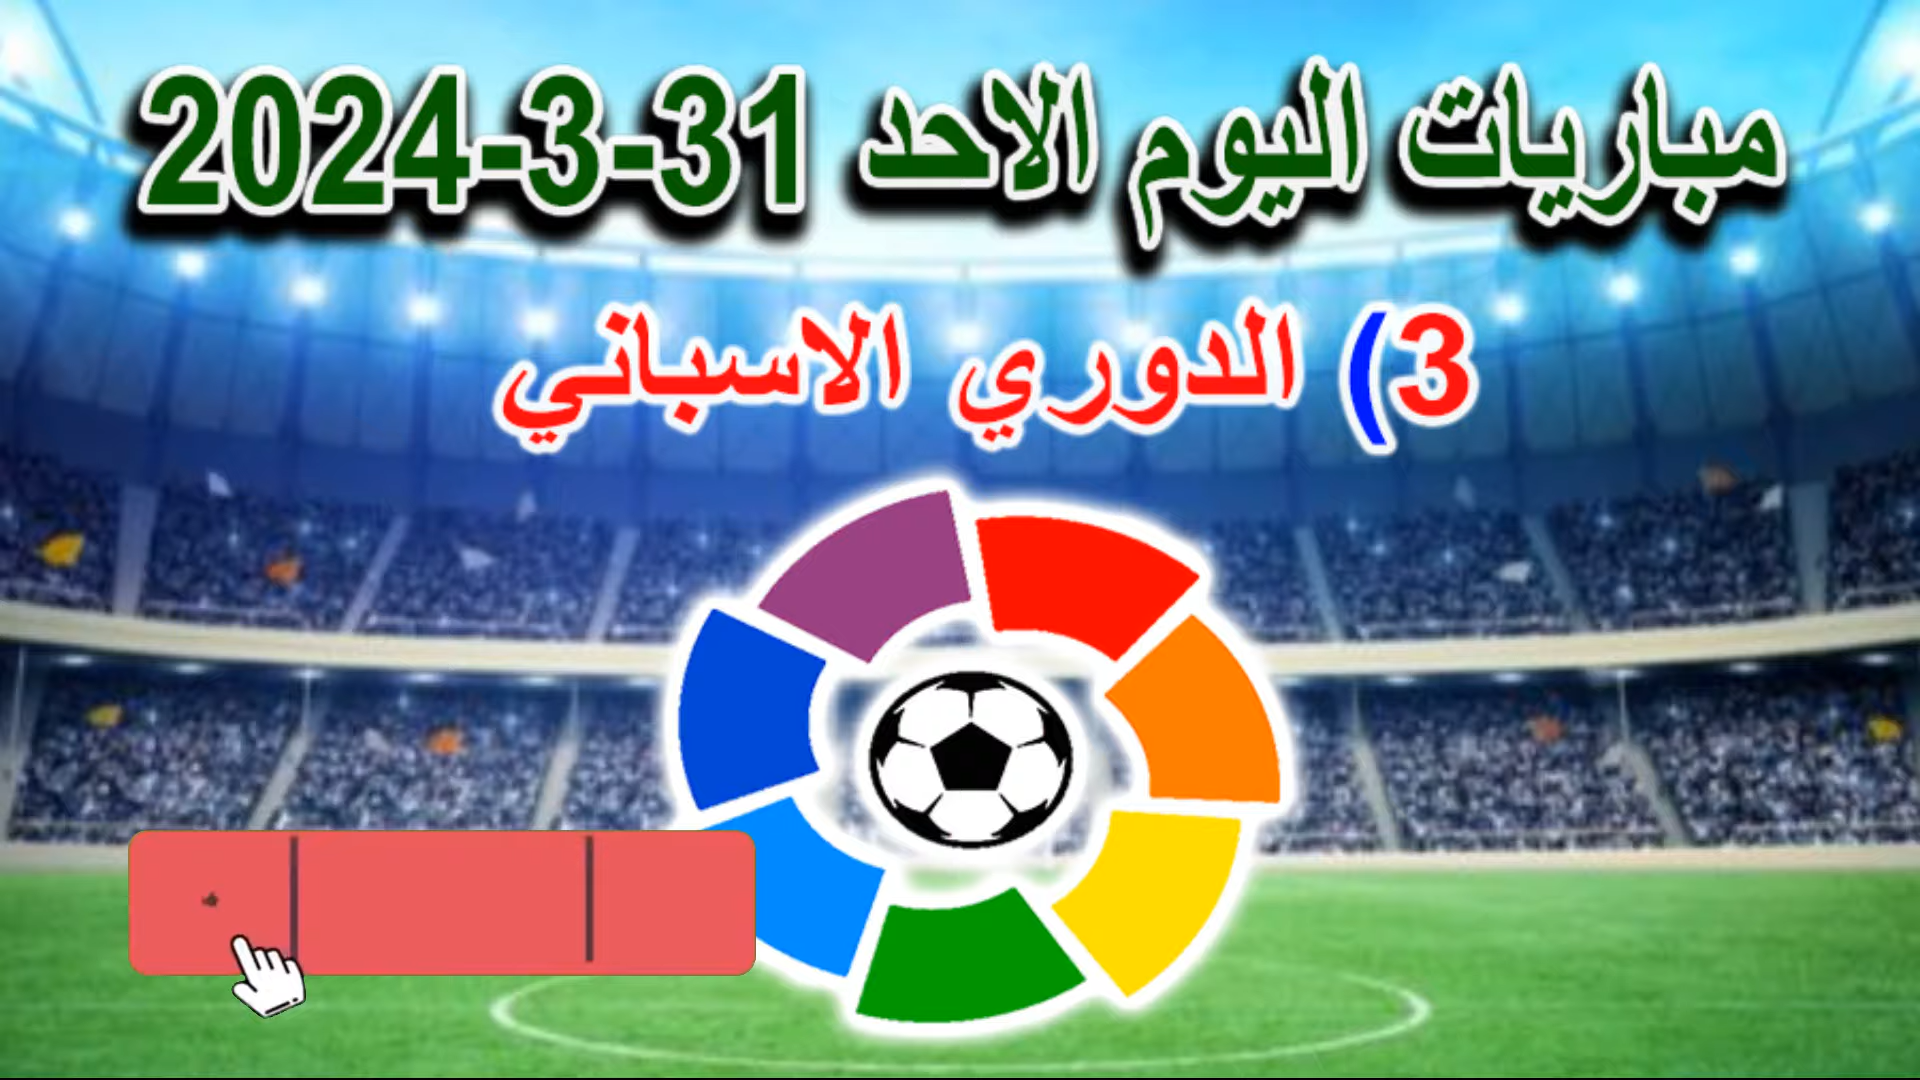 مباريات اليوم الاحد 31-3-2024
3) الدوري الاسباني